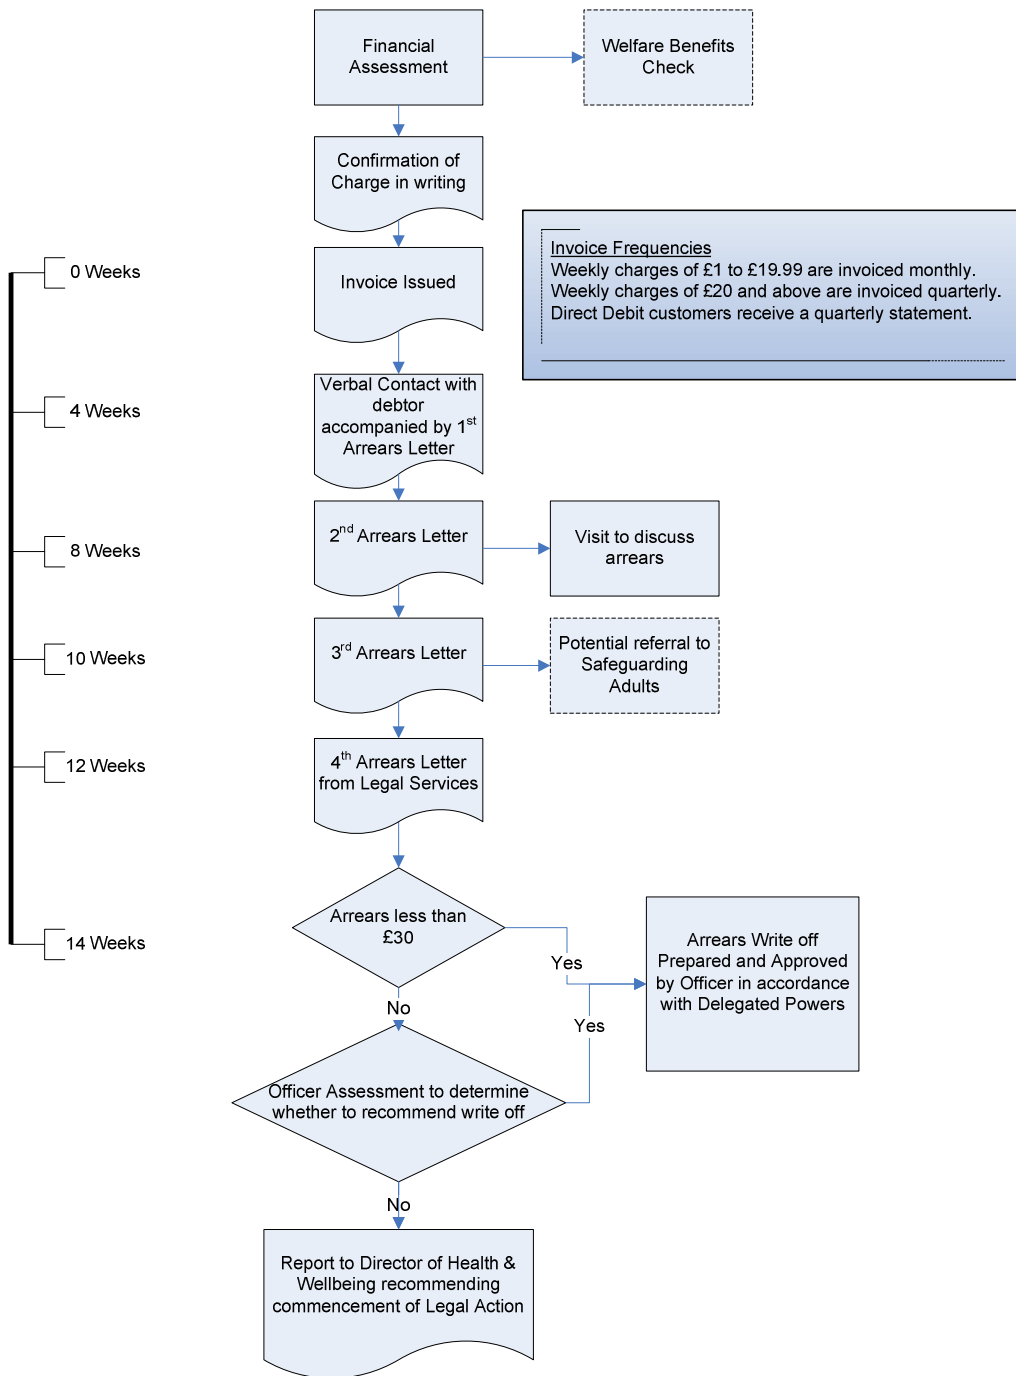 Financial
Assessment
Welfare Benefits
Check
Confirmation of
Charge in writing
Invoice Frequencies
Weekly charges of £1 to £19.99 are invoiced monthly.
Weekly charges of £20 and above are invoiced quarterly.
Direct Debit customers receive a quarterly statement.
0 Weeks
Invoice Issued
4 Weeks
Verbal Contact with
debtor
accompanied by 1st
Arrears Letter
8 Weeks
2nd Arrears Letter
Visit to discuss
arrears
10 Weeks
3rd Arrears Letter
Potential referral to
Safeguarding
Adults
12 Weeks
4th Arrears Letter
from Legal Services
14 Weeks
Arrears less than
£30
Yes
No
Arrears Write off
Prepared and Approved
by Officer in accordance
with Delegated Powers
Yes
Officer Assessment to determine
whether to recommend write off
No
Report to Director of Health &
Wellbeing recommending
commencement of Legal Action